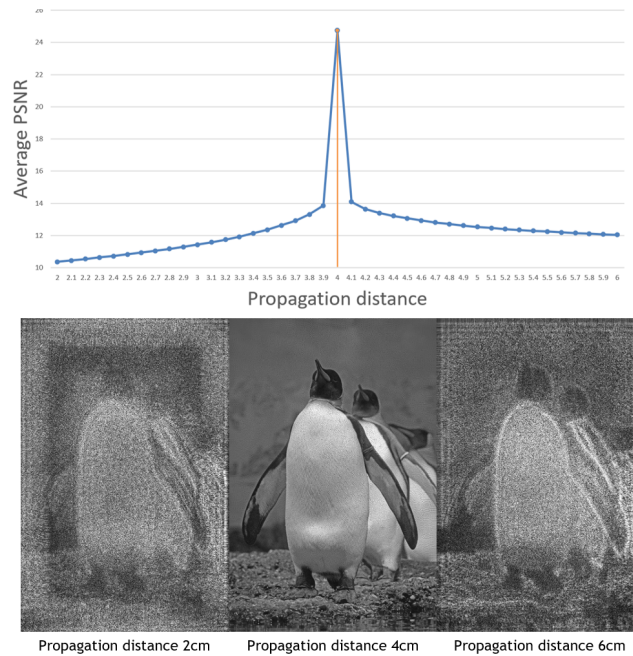 26
24
22
20
18
16
14
12
10
Average PSNR
2 2.1 2.2 2.3 2.4 2.5 2.6 2.7 2.8 2.9 3 3.1 3.2 3.3 3.4 3.5 3.6 3.7 3.8 3.9 4 4.1 4.2 4.3 4.4 4.5 4.6 4.7 4.8 4.9 5 5.1 5.2 5.3 5.4 5.5 5.6 5.7 5.8 5.9 6
Propagation distance
Propagation distance 2cm Propagation distance 4cm Propagation distance 6cm